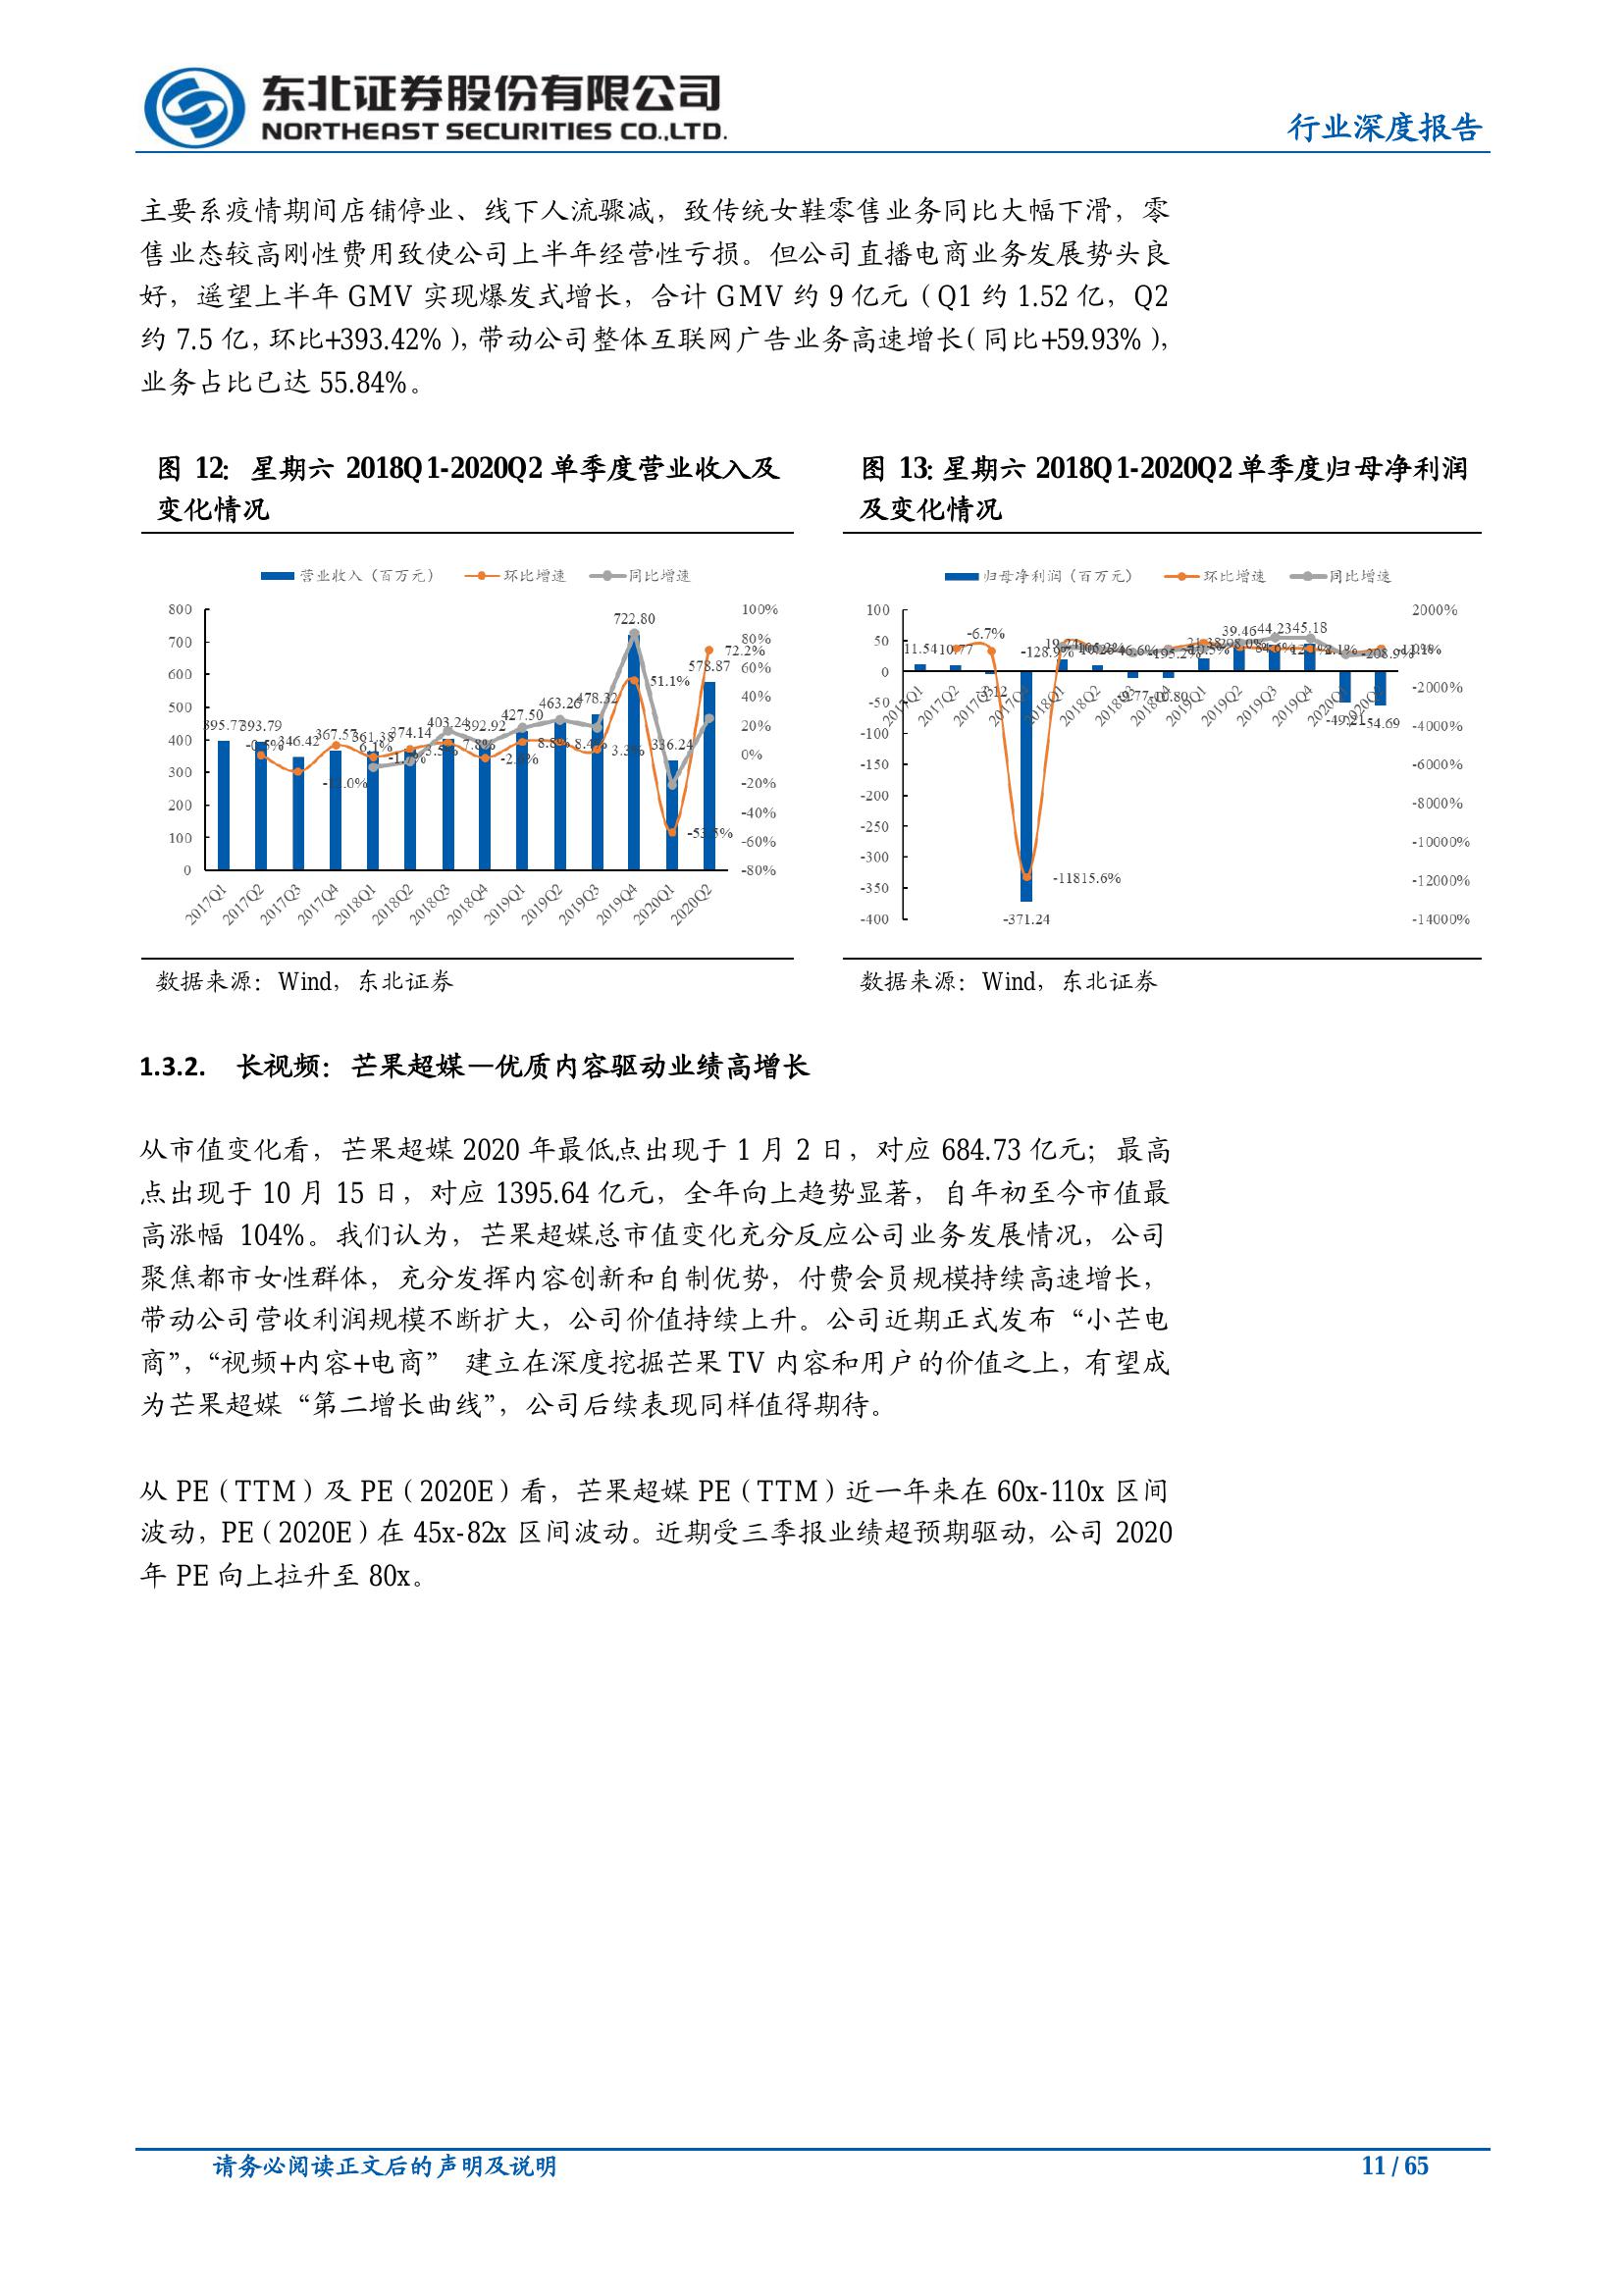 东北证券股份有限公司
NORTHEAST SECURITIES CO.,LTD.
行业深度报告
主要系疫情期间店铺停业、线下人流骤减，致传统女鞋零售业务同比大幅下滑，零
售业态较高刚性费用致使公司上半年经营性亏损。但公司直播电商业务发展势头良
好，遥望上半年 GMV 实现爆发式增长，合计 GMV 约 9 亿元（Q1 约 1.52 亿，Q2
约 7.5 亿，环比+393.42%），带动公司整体互联网广告业务高速增长（同比+59.93%），
业务占比已达 55.84%。
图 12：星期六 2018Q1-2020Q2 单季度营业收入及
变化情况
营业收入（百万元） 环比增速 同比增速
800
700
600
500
400
300
200
100
0
100%
80%
60%
40%
20%
0%
-20%
-40%
-60%
-80%
395.77 393.79 346.42 367.57 361.38 374.14 403.24 392.92 427.50 463.26 478.32 722.80 336.24 578.87
-0.5% 6.1% 3.5% 7.8% 8.8% 8.4% 3.3% 51.1% -53.5% 72.2%
2017Q1 2017Q2 2017Q3 2017Q4 2018Q1 2018Q2 2018Q3 2018Q4 2019Q1 2019Q2 2019Q3 2019Q4 2020Q1 2020Q2
数据来源：Wind，东北证券
图 13: 星期六 2018Q1-2020Q2 单季度归母净利润
及变化情况
归母净利润（百万元） 环比增速 同比增速
100
50
0
-50
-100
-150
-200
-250
-300
-350
-400
2000%
-2000%
-4000%
-6000%
-8000%
-10000%
-12000%
-14000%
11.54 10.77 -371.24 39.46 44.23 45.18 -49.21 -54.69
-6.7% -11815.6% -208.9%
2017Q1 2017Q2 2017Q3 2018Q1 2018Q2 2018Q3 2018Q4 2019Q1 2019Q2 2019Q3 2019Q4 2020Q1
数据来源：Wind，东北证券
1.3.2. 长视频：芒果超媒—优质内容驱动业绩高增长
从市值变化看，芒果超媒 2020 年最低点出现于 1 月 2 日，对应 684.73 亿元；最高
点出现于 10 月 15 日，对应 1395.64 亿元，全年向上趋势显著，自年初至今市值最
高涨幅 104%。我们认为，芒果超媒总市值变化充分反应公司业务发展情况，公司
聚焦都市女性群体，充分发挥内容创新和自制优势，付费会员规模持续高速增长，
带动公司营收利润规模不断扩大，公司价值持续上升。公司近期正式发布“小芒电
商”，“视频+内容+电商” 建立在深度挖掘芒果 TV 内容和用户的价值之上，有望成
为芒果超媒“第二增长曲线”，公司后续表现同样值得期待。
从 PE（TTM）及 PE（2020E）看，芒果超媒 PE（TTM）近一年来在 60x-110x 区间
波动，PE（2020E）在 45x-82x 区间波动。近期受三季报业绩超预期驱动，公司 2020
年 PE 向上拉升至 80x。
请务必阅读正文后的声明及说明
11 / 65